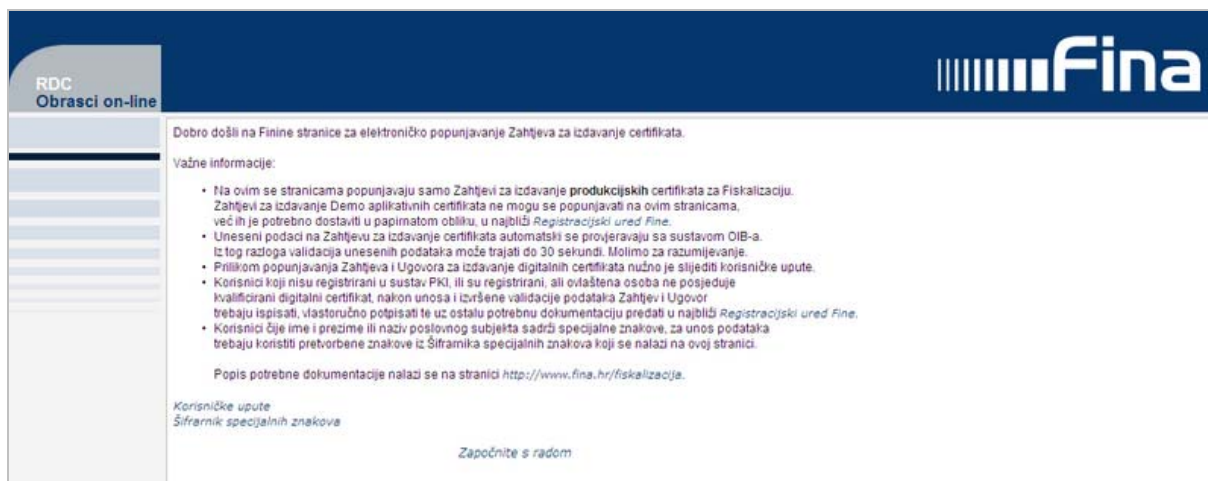 Fina
RDC
Obrasci on-line
Dobro došli na Finine stranice za elektroničko popunjavanje Zahtjeva za izdavanje certifikata.
Važne informacije:
• Na ovim se stranicama popunjavaju samo Zahtjevi za izdavanje produkcijskih certifikata za Fiskalizaciju.
Zahtjevi za izdavanje Demo aplikativnih certifikata ne mogu se popunjavati na ovim stranicama,
već ih je potrebno dostaviti u papirnatom obliku, u najbliži Registracijski ured Fine.
• Uneseni podaci na Zahtjevu za izdavanje certifikata automatski se provjeravaju sa sustavom OIB-a.
Iz tog razloga validacija unesenih podataka može trajati do 30 sekundi. Molimo za razumijevanje.
• Prilikom popunjavanja Zahtjeva i Ugovora za izdavanje digitalnih certifikata nužno je slijediti korisničke upute.
• Korisnici koji nisu registrirani u sustav PKI, ili su registrirani, ali ovlaštena osoba ne posjeduje
kvalificirani digitalni certifikat, nakon unosa i izvršene validacije podataka Zahtjev i Ugovor
trebaju ispisati, vlastoručno potpisati te uz ostalu potrebnu dokumentaciju predati u najbliži Registracijski ured Fine.
• Korisnici čije ime i prezime ili naziv poslovnog subjekta sadrži specijalne znakove, za unos podataka
trebaju koristiti pretvorbene znakove iz Šifrarnika specijalnih znakova koji se nalazi na ovoj stranici.
Popis potrebne dokumentacije nalazi se na stranici http://www.fina.hr/fiskalizacija.
Korisničke upute
Šifrarnik specijalnih znakova
Započnite s radom